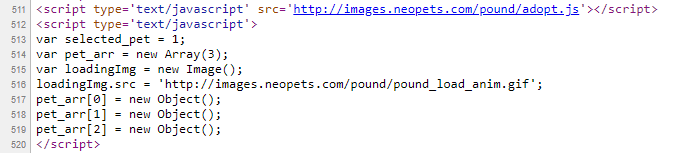 511 <script type='text/javascript' src='http://images.neopets.com/pound/adopt.js'></script>
512 <script type='text/javascript'>
513 var selected_pet = 1;
514 var pet_arr = new Array(3);
515 var loadingImg = new Image();
516 loadingImg.src = 'http://images.neopets.com/pound/pound_load_anim.gif';
517 pet_arr[0] = new Object();
518 pet_arr[1] = new Object();
519 pet_arr[2] = new Object();
520 </script>